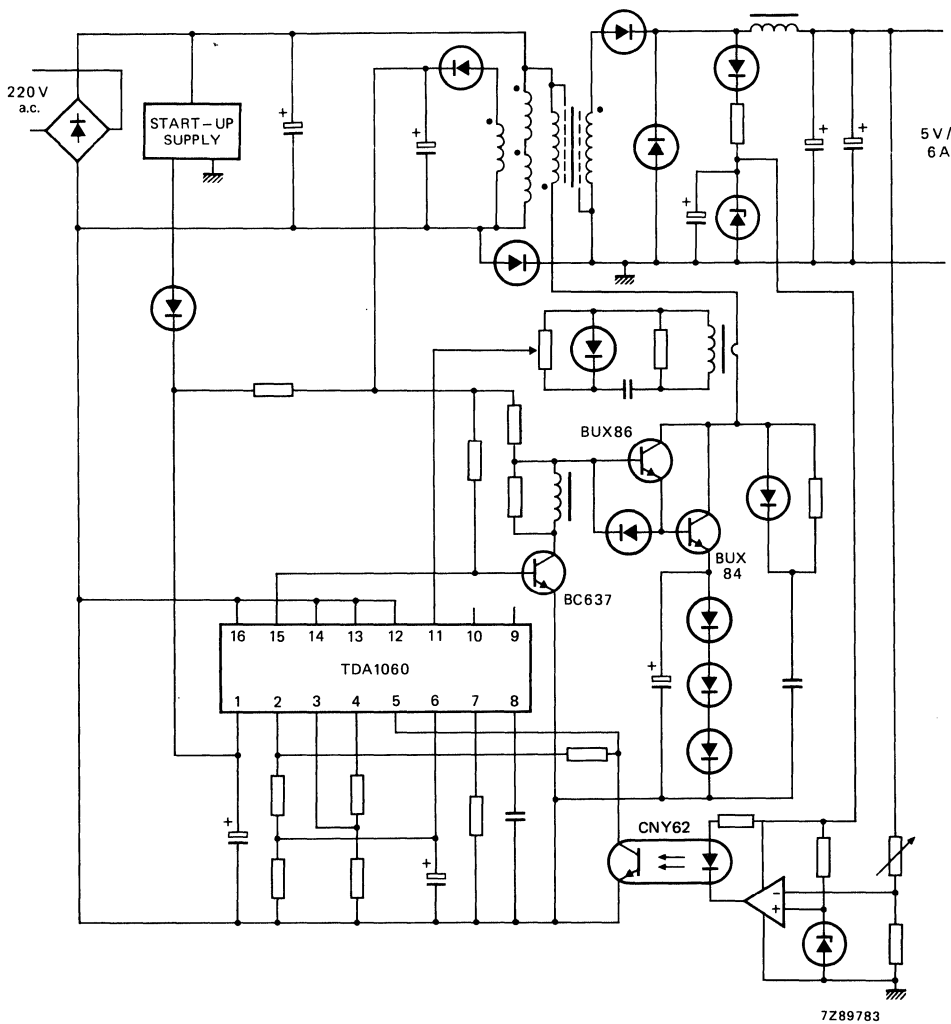 220 V
a.c.
START-UP
SUPPLY
+
+
+
+
+
5 V/
6 A
BUX86
BUX
84
BC637
16 15 14 13 12 11 10 9
TDA1060
1 2 3 4 5 6 7 8
+
+
+
CNY62
-
+
7Z89783